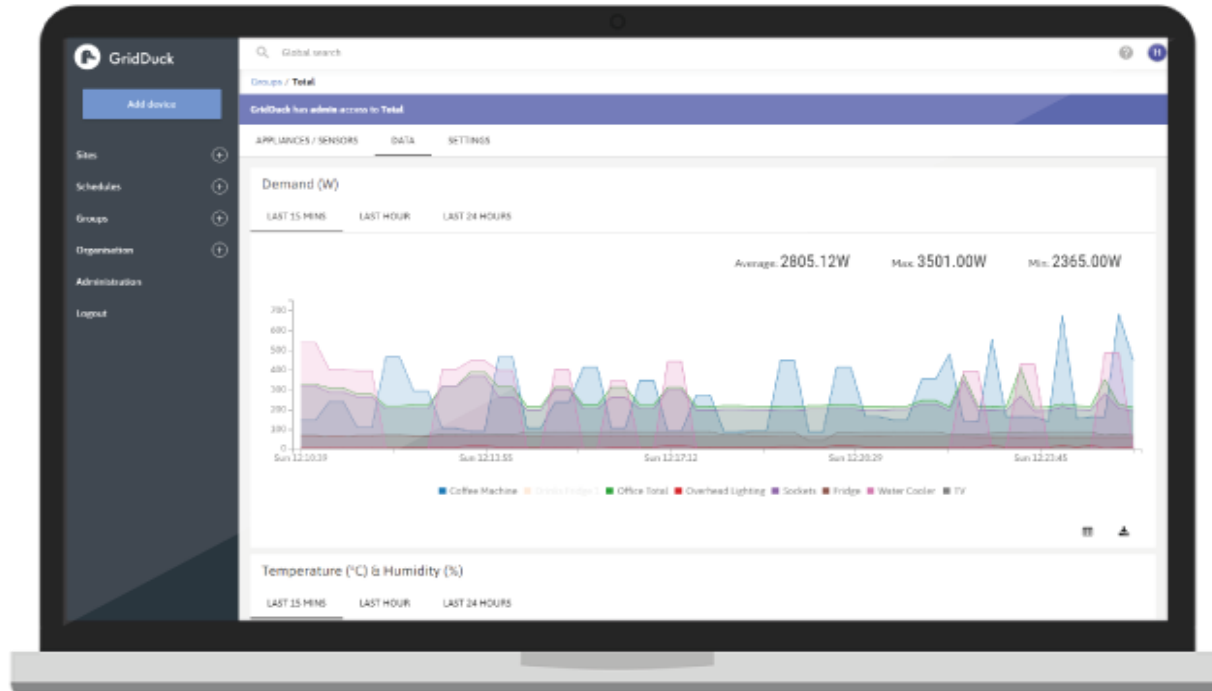 GridDuck
Global search
H
Groups / Total
Add device
GridDuck has admin access to Total.
APPLIANCES / SENSORS DATA SETTINGS
Sites
Schedules
Groups
Organisation
Administration
Logout
Demand (W)
LAST 15 MINS LAST HOUR LAST 24 HOURS
Average: 2805.12W Max: 3501.00W Min: 2365.00W
700
600
500
400
300
200
100
0
Sun 12:10:39 Sun 12:13:55 Sun 12:17:12 Sun 12:20:29 Sun 12:23:45
Coffee Machine Office Total Overhead Lighting Sockets Fridge Water Cooler TV
Temperature (°C) & Humidity (%)
LAST 15 MINS LAST HOUR LAST 24 HOURS